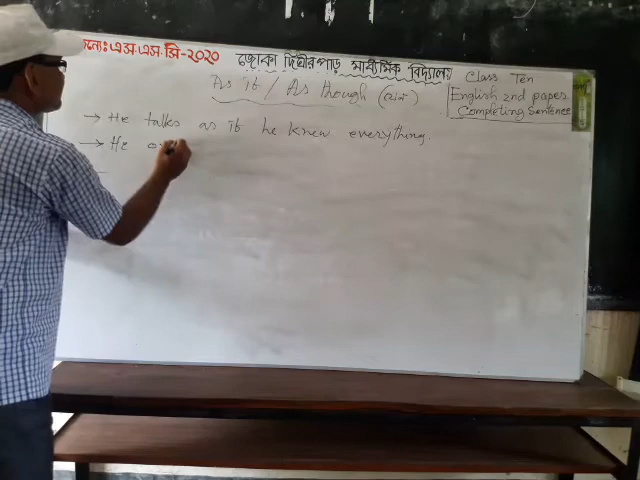 এস.এস.সি-২০২০ জোকা দিঘীরপাড় মাধ্যমিক বিদ্যালয়
Class Ten
English 2nd paper
Completing Sentence
As if / As though (যেন)
→ He talks as if he knew everything.
→ He